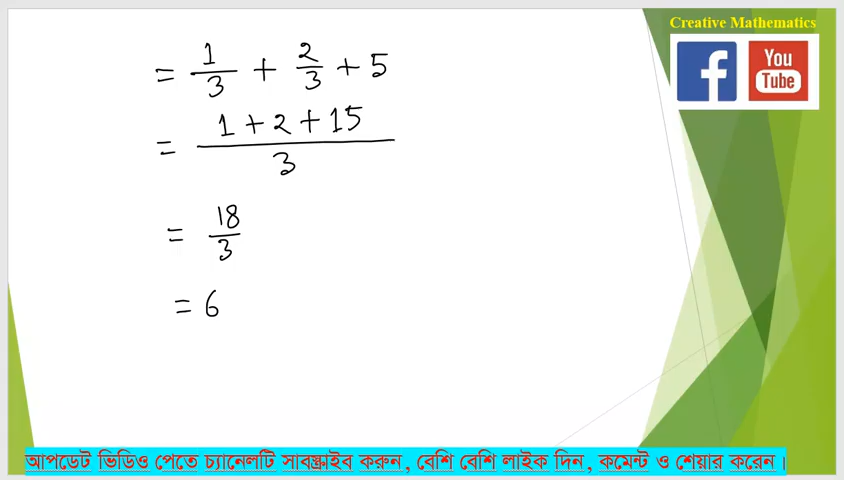 Creative Mathematics
f
You
Tube
= 1/3 + 2/3 + 5
= (1 + 2 + 15)/3
= 18/3
= 6
আপডেট ভিডিও পেতে চ্যানেলটি সাবস্ক্রাইব করুন, বেশি বেশি লাইক দিন, কমেন্ট ও শেয়ার করেন।